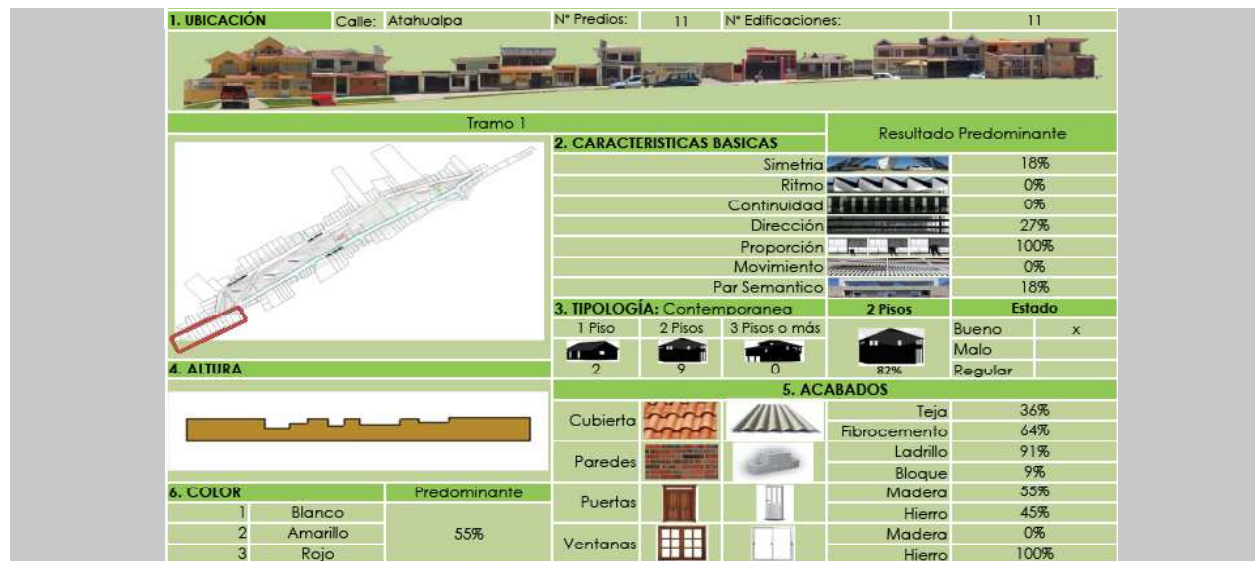 1. UBICACIÓN Calle: Atahualpa N° Predios: 11 N° Edificaciones: 11
Tramo 1
Resultado Predominante
2. CARACTERISTICAS BASICAS
Simetria 18%
Ritmo 0%
Continuidad 0%
Dirección 27%
Proporción 100%
Movimiento 0%
Par Semantico 18%
3. TIPOLOGÍA: Contemporanea 2 Pisos Estado
1 Piso 2 Pisos 3 Pisos o más
2 9 0 82%
Bueno x
Malo
Regular
4. ALTURA
5. ACABADOS
Cubierta
Teja 36%
Fibrocemento 64%
Paredes
Ladrillo 91%
Bloque 9%
Puertas
Madera 55%
Hierro 45%
Ventanas
Madera 0%
Hierro 100%
6. COLOR Predominante
1 Blanco
2 Amarillo
3 Rojo
55%